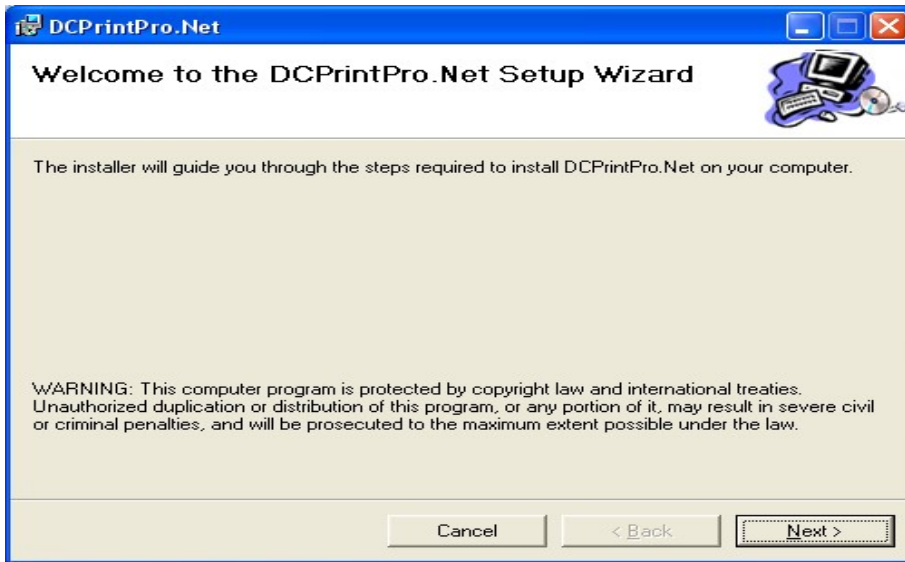 DCPrintPro.Net
Welcome to the DCPrintPro.Net Setup Wizard
The installer will guide you through the steps required to install DCPrintPro.Net on your computer.
WARNING: This computer program is protected by copyright law and international treaties.
Unauthorized duplication or distribution of this program, or any portion of it, may result in severe civil
or criminal penalties, and will be prosecuted to the maximum extent possible under the law.
Cancel
< Back
Next >